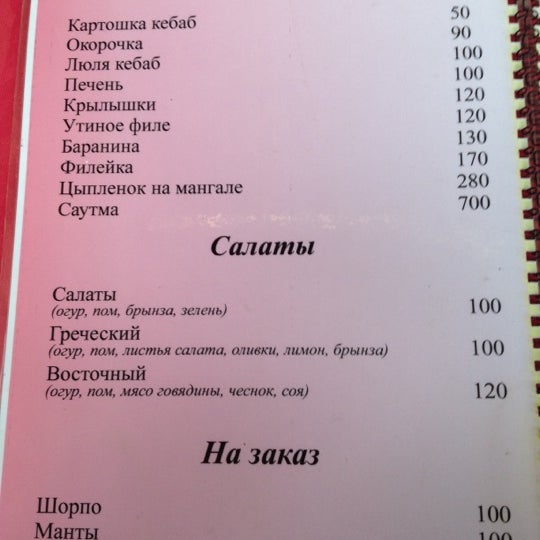 Картошка кебаб 50
Окорочка 90
Люля кебаб 100
Печень 100
Крылышки 120
Утиное филе 120
Баранина 130
Филейка 170
Цыпленок на мангале 280
Саутма 700
Салаты
Салаты 100
(огур, пом, брынза, зелень)
Греческий 100
(огур, пом, листья салата, оливки, лимон, брынза)
Восточный 120
(огур, пом, мясо говядины, чеснок, соя)
На заказ
Шорпо 100
Манты 100